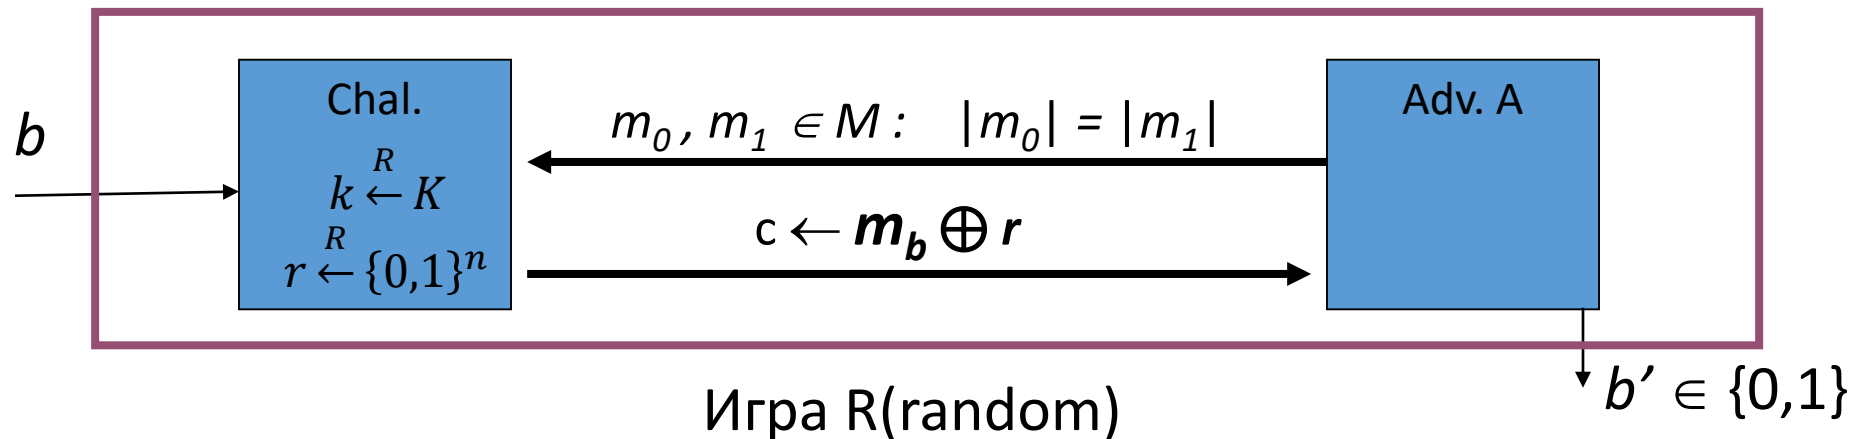 b
Chal.
k ←ᴿ K
r ←ᴿ {0,1}ⁿ
m₀ , m₁ ∈ M : |m₀| = |m₁|
c ← m_b ⊕ r
Adv. A
b’ ∈ {0,1}
Игра R(random)